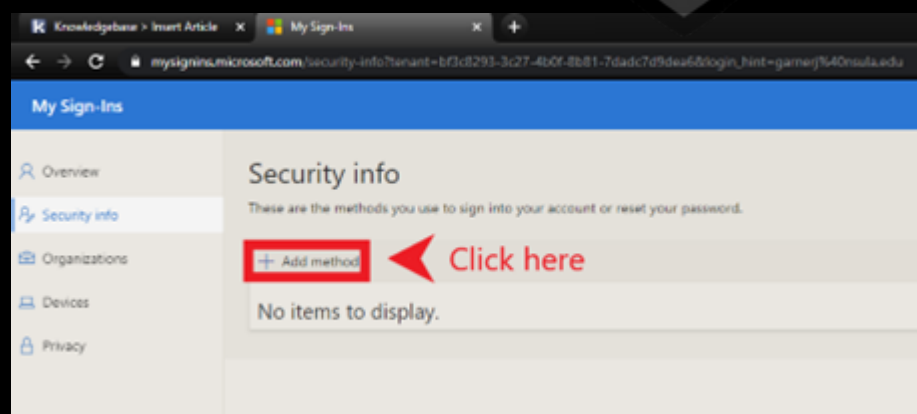 Knowledgebase > Insert Article
My Sign-Ins
mysignins.microsoft.com/security-info?tenant=bf3c8293-3c27-4b0f-8b81-7dadc7d9dea6&login_hint=garnerj%40nsula.edu
My Sign-Ins
Overview
Security info
Organizations
Devices
Privacy
Security info
These are the methods you use to sign into your account or reset your password.
+ Add method
Click here
No items to display.